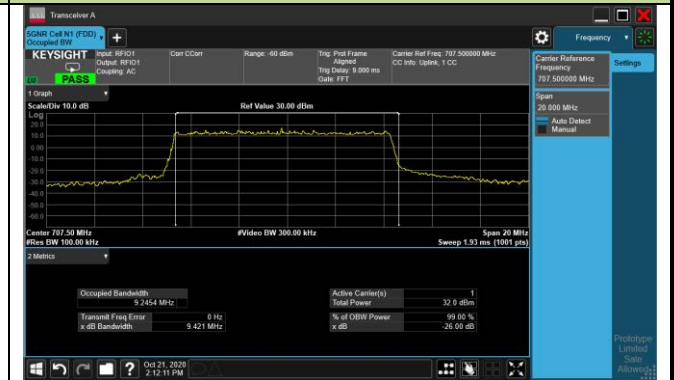 Transceiver A
5GNR Cell N1 (FDD)
Occupied BW
Frequency
KEYSIGHT
LU
PASS
Input: RFIO1
Output: RFIO1
Coupling: AC
Corr CCorr
Range: -60 dBm
Trig: Prot Frame
Aligned
Trig Delay: 9.000 ms
Gate: FFT
Carrier Ref Freq: 707.500000 MHz
CC Info: Uplink, 1 CC
Carrier Reference
Frequency
707.500000 MHz
Settings
Span
20.000 MHz
Auto Detect
Manual
1 Graph
Scale/Div 10.0 dB
Ref Value 30.00 dBm
Log
20.0
10.0
0.00
-10.0
-20.0
-30.0
-40.0
-50.0
-60.0
Center 707.50 MHz
#Video BW 300.00 kHz
Span 20 MHz
#Res BW 100.00 kHz
Sweep 1.93 ms (1001 pts)
2 Metrics
Occupied Bandwidth
9.2454 MHz
Transmit Freq Error 0 Hz
x dB Bandwidth 9.421 MHz
Active Carrier(s) 1
Total Power 32.0 dBm
% of OBW Power 99.00 %
x dB -26.00 dB
Prototype
Limited
Sale
Allowed
?
Oct 21, 2020
2:12:11 PM